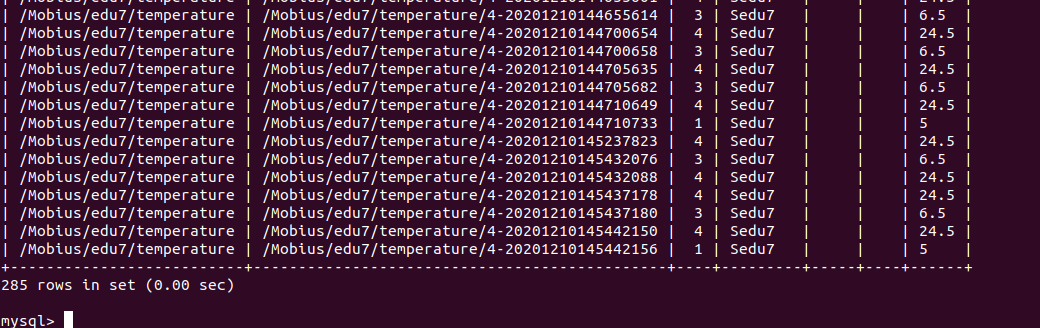 | /Mobius/edu7/temperature | /Mobius/edu7/temperature/4-20201210144655614 | 3 | Sedu7 | | | 6.5 |
| /Mobius/edu7/temperature | /Mobius/edu7/temperature/4-20201210144700654 | 4 | Sedu7 | | | 24.5 |
| /Mobius/edu7/temperature | /Mobius/edu7/temperature/4-20201210144700658 | 3 | Sedu7 | | | 6.5 |
| /Mobius/edu7/temperature | /Mobius/edu7/temperature/4-20201210144705635 | 4 | Sedu7 | | | 24.5 |
| /Mobius/edu7/temperature | /Mobius/edu7/temperature/4-20201210144705682 | 3 | Sedu7 | | | 6.5 |
| /Mobius/edu7/temperature | /Mobius/edu7/temperature/4-20201210144710649 | 4 | Sedu7 | | | 24.5 |
| /Mobius/edu7/temperature | /Mobius/edu7/temperature/4-20201210144710733 | 1 | Sedu7 | | | 5 |
| /Mobius/edu7/temperature | /Mobius/edu7/temperature/4-20201210145237823 | 4 | Sedu7 | | | 24.5 |
| /Mobius/edu7/temperature | /Mobius/edu7/temperature/4-20201210145432076 | 3 | Sedu7 | | | 6.5 |
| /Mobius/edu7/temperature | /Mobius/edu7/temperature/4-20201210145432088 | 4 | Sedu7 | | | 24.5 |
| /Mobius/edu7/temperature | /Mobius/edu7/temperature/4-20201210145437178 | 4 | Sedu7 | | | 24.5 |
| /Mobius/edu7/temperature | /Mobius/edu7/temperature/4-20201210145437180 | 3 | Sedu7 | | | 6.5 |
| /Mobius/edu7/temperature | /Mobius/edu7/temperature/4-20201210145442150 | 4 | Sedu7 | | | 24.5 |
| /Mobius/edu7/temperature | /Mobius/edu7/temperature/4-20201210145442156 | 1 | Sedu7 | | | 5 |
+--------------------------+----------------------------------------------+----+---------+-----+----+------+
285 rows in set (0.00 sec)
mysql>